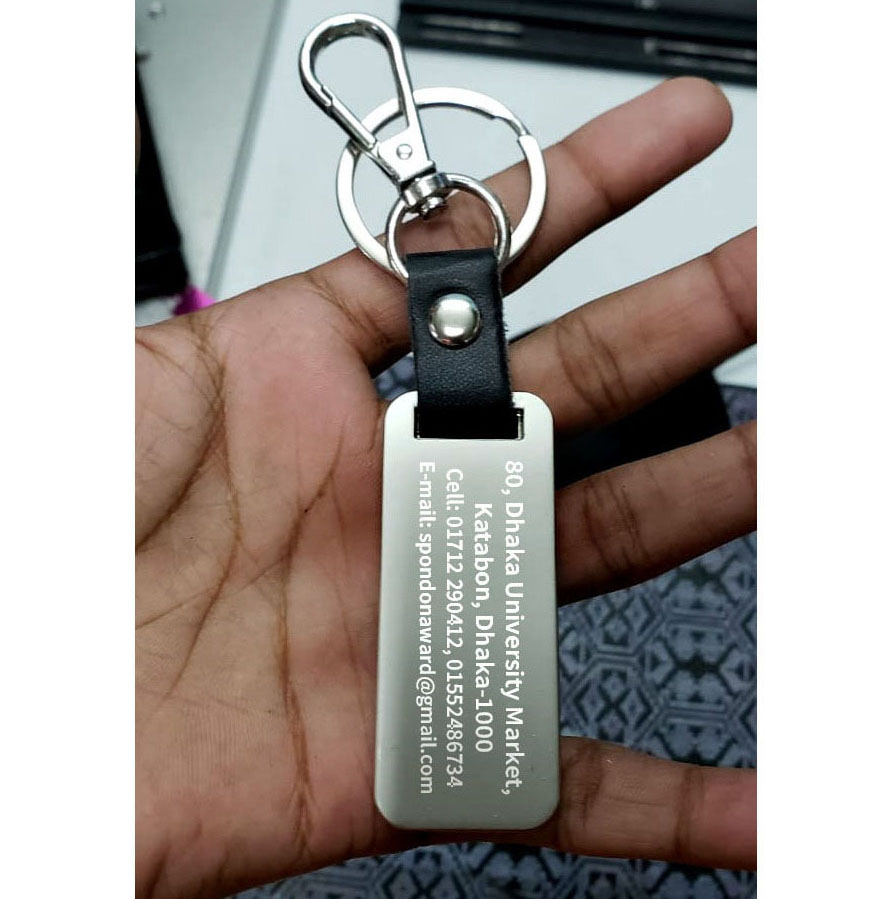 80, Dhaka University Market,
Katabon, Dhaka-1000
Cell: 01712 290412, 01552486734
E-mail: spondonaward@gmail.com